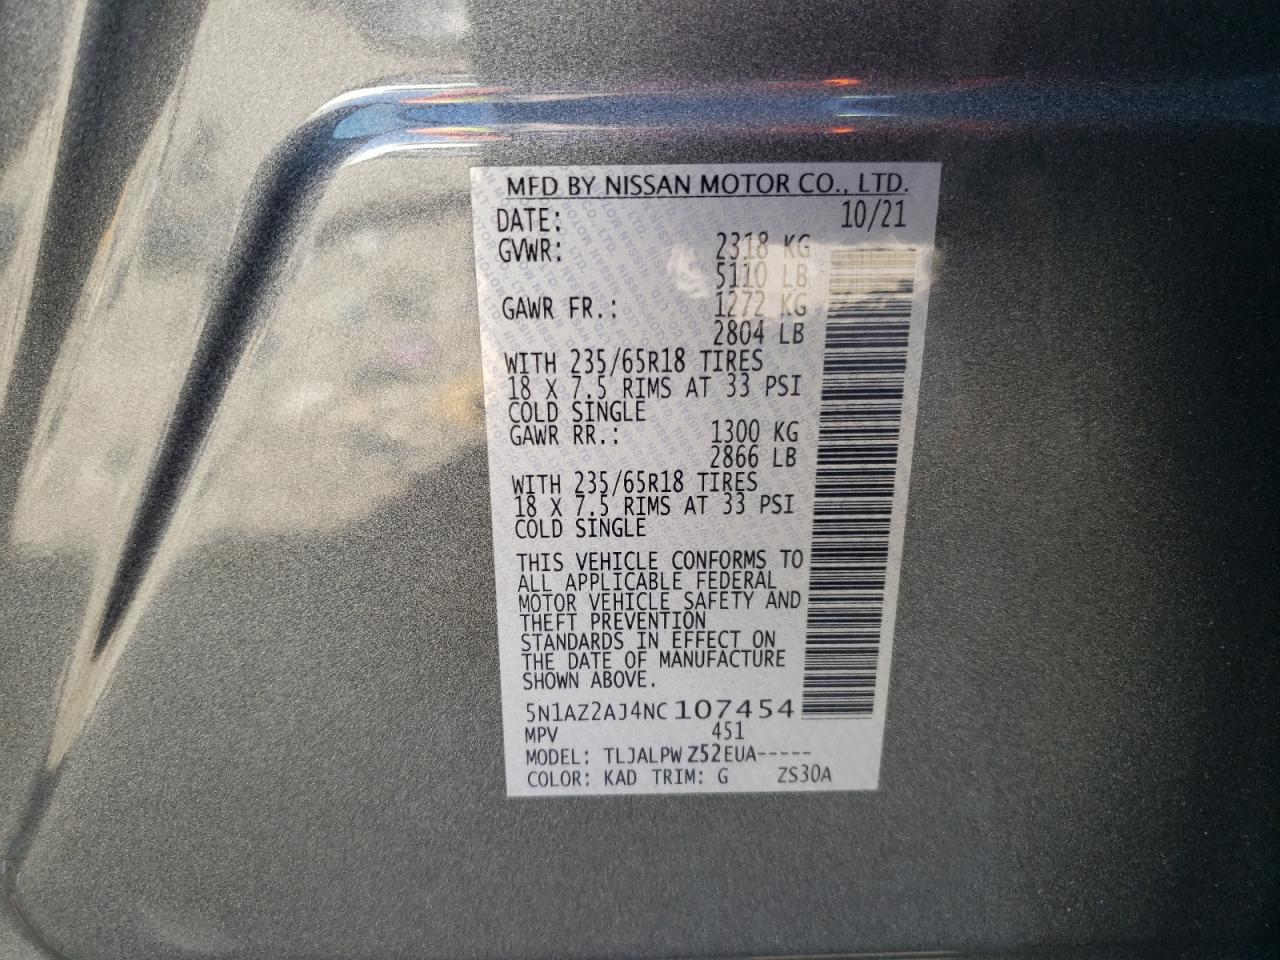 MFD BY NISSAN MOTOR CO., LTD.
DATE: 10/21
GVWR: 2318 KG
5110 LB
GAWR FR.: 1272 KG
2804 LB
WITH 235/65R18 TIRES
18 X 7.5 RIMS AT 33 PSI
COLD SINGLE
GAWR RR.: 1300 KG
2866 LB
WITH 235/65R18 TIRES
18 X 7.5 RIMS AT 33 PSI
COLD SINGLE
THIS VEHICLE CONFORMS TO
ALL APPLICABLE FEDERAL
MOTOR VEHICLE SAFETY AND
THEFT PREVENTION
STANDARDS IN EFFECT ON
THE DATE OF MANUFACTURE
SHOWN ABOVE.
5N1AZ2AJ4NC107454
MPV 451
MODEL: TLJALPW Z52EUA-----
COLOR: KAD TRIM: G ZS30A